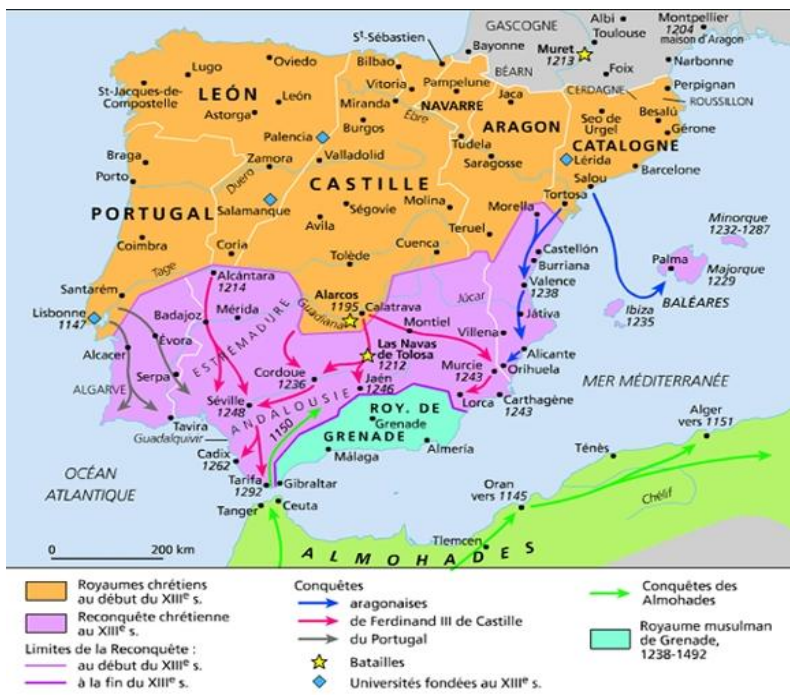 GASCOGNE
Albi
Toulouse
Montpellier
1204
maison d'Aragon
St-Sébastien
Bayonne
Muret
1213
BÉARN
Foix
Narbonne
Oviedo
Bilbao
Lugo
St-Jacques-de-
Compostelle
LEÓN
León
Astorga
Vitoria
Miranda
Pampelune
NAVARRE
Jaca
CERDAGNE
Perpignan
ROUSSILLON
Burgos
Èbre
ARAGON
Seo de
Urgel
Besalú
Gérone
CATALOGNE
Palencia
Tudela
Braga
Porto
Zamora
Valladolid
Saragosse
Lérida
Barcelone
Duero
Salou
CASTILLE
PORTUGAL
Salamanque
Ségovie
Molina
Tortosa
Morella
Avila
Teruel
Minorque
1232-1287
Coimbra
Coria
Cuenca
Castellón
Burriana
Tolède
Palma
Majorque
1229
Tage
Santarém
Alcántara
1214
Valence
1238
BALÉARES
Lisbonne
1147
Alarcos
1195
Calatrava
Júcar
Ibiza
1235
Badajoz
Mérida
Guadiana
Játiva
ESTRÉMADURE
Montiel
Villena
Alcacer
Évora
Las Navas
de Tolosa
1212
Alicante
Serpa
Cordoue
1236
Murcie
1243
Orihuela
ALGARVE
Jaén
1246
MER MÉDITERRANÉE
Séville
1248
ANDALOUSIE
Lorca
Carthagène
1243
Tavira
1150
ROY. DE
GRENADE
Grenade
Guadalquivir
Alger
vers 1151
Cadix
1262
Málaga
Almería
Ténès
OCÉAN
ATLANTIQUE
Tarifa
1292
Gibraltar
Oran
vers 1145
Chélif
Tanger
Ceuta
Tlemcen
0
200 km
ALMOHADES
Royaumes chrétiens
au début du XIIIe s.
Reconquête chrétienne
au XIIIe s.
Limites de la Reconquête :
au début du XIIIe s.
à la fin du XIIIe s.
Conquêtes
aragonaises
de Ferdinand III de Castille
du Portugal
Batailles
Universités fondées au XIIIe s.
Conquêtes des
Almohades
Royaume musulman
de Grenade,
1238-1492